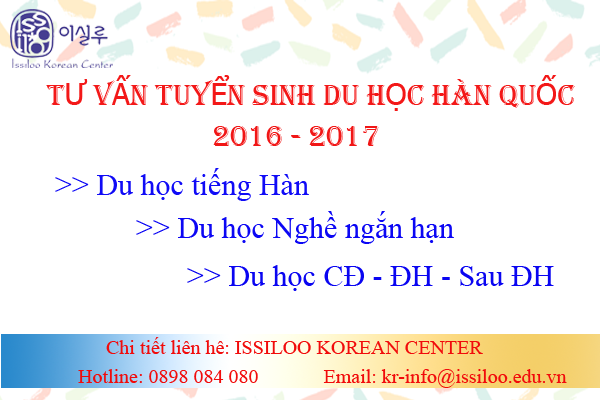 ISSILOO
이실루
Issiloo Korean Center
TƯ VẤN TUYỂN SINH DU HỌC HÀN QUỐC
2016 - 2017
>> Du học tiếng Hàn
>> Du học Nghề ngắn hạn
>> Du học CĐ - ĐH - Sau ĐH
Chi tiết liên hê: ISSILOO KOREAN CENTER
Hotline: 0898 084 080 Email: kr-info@issiloo.edu.vn